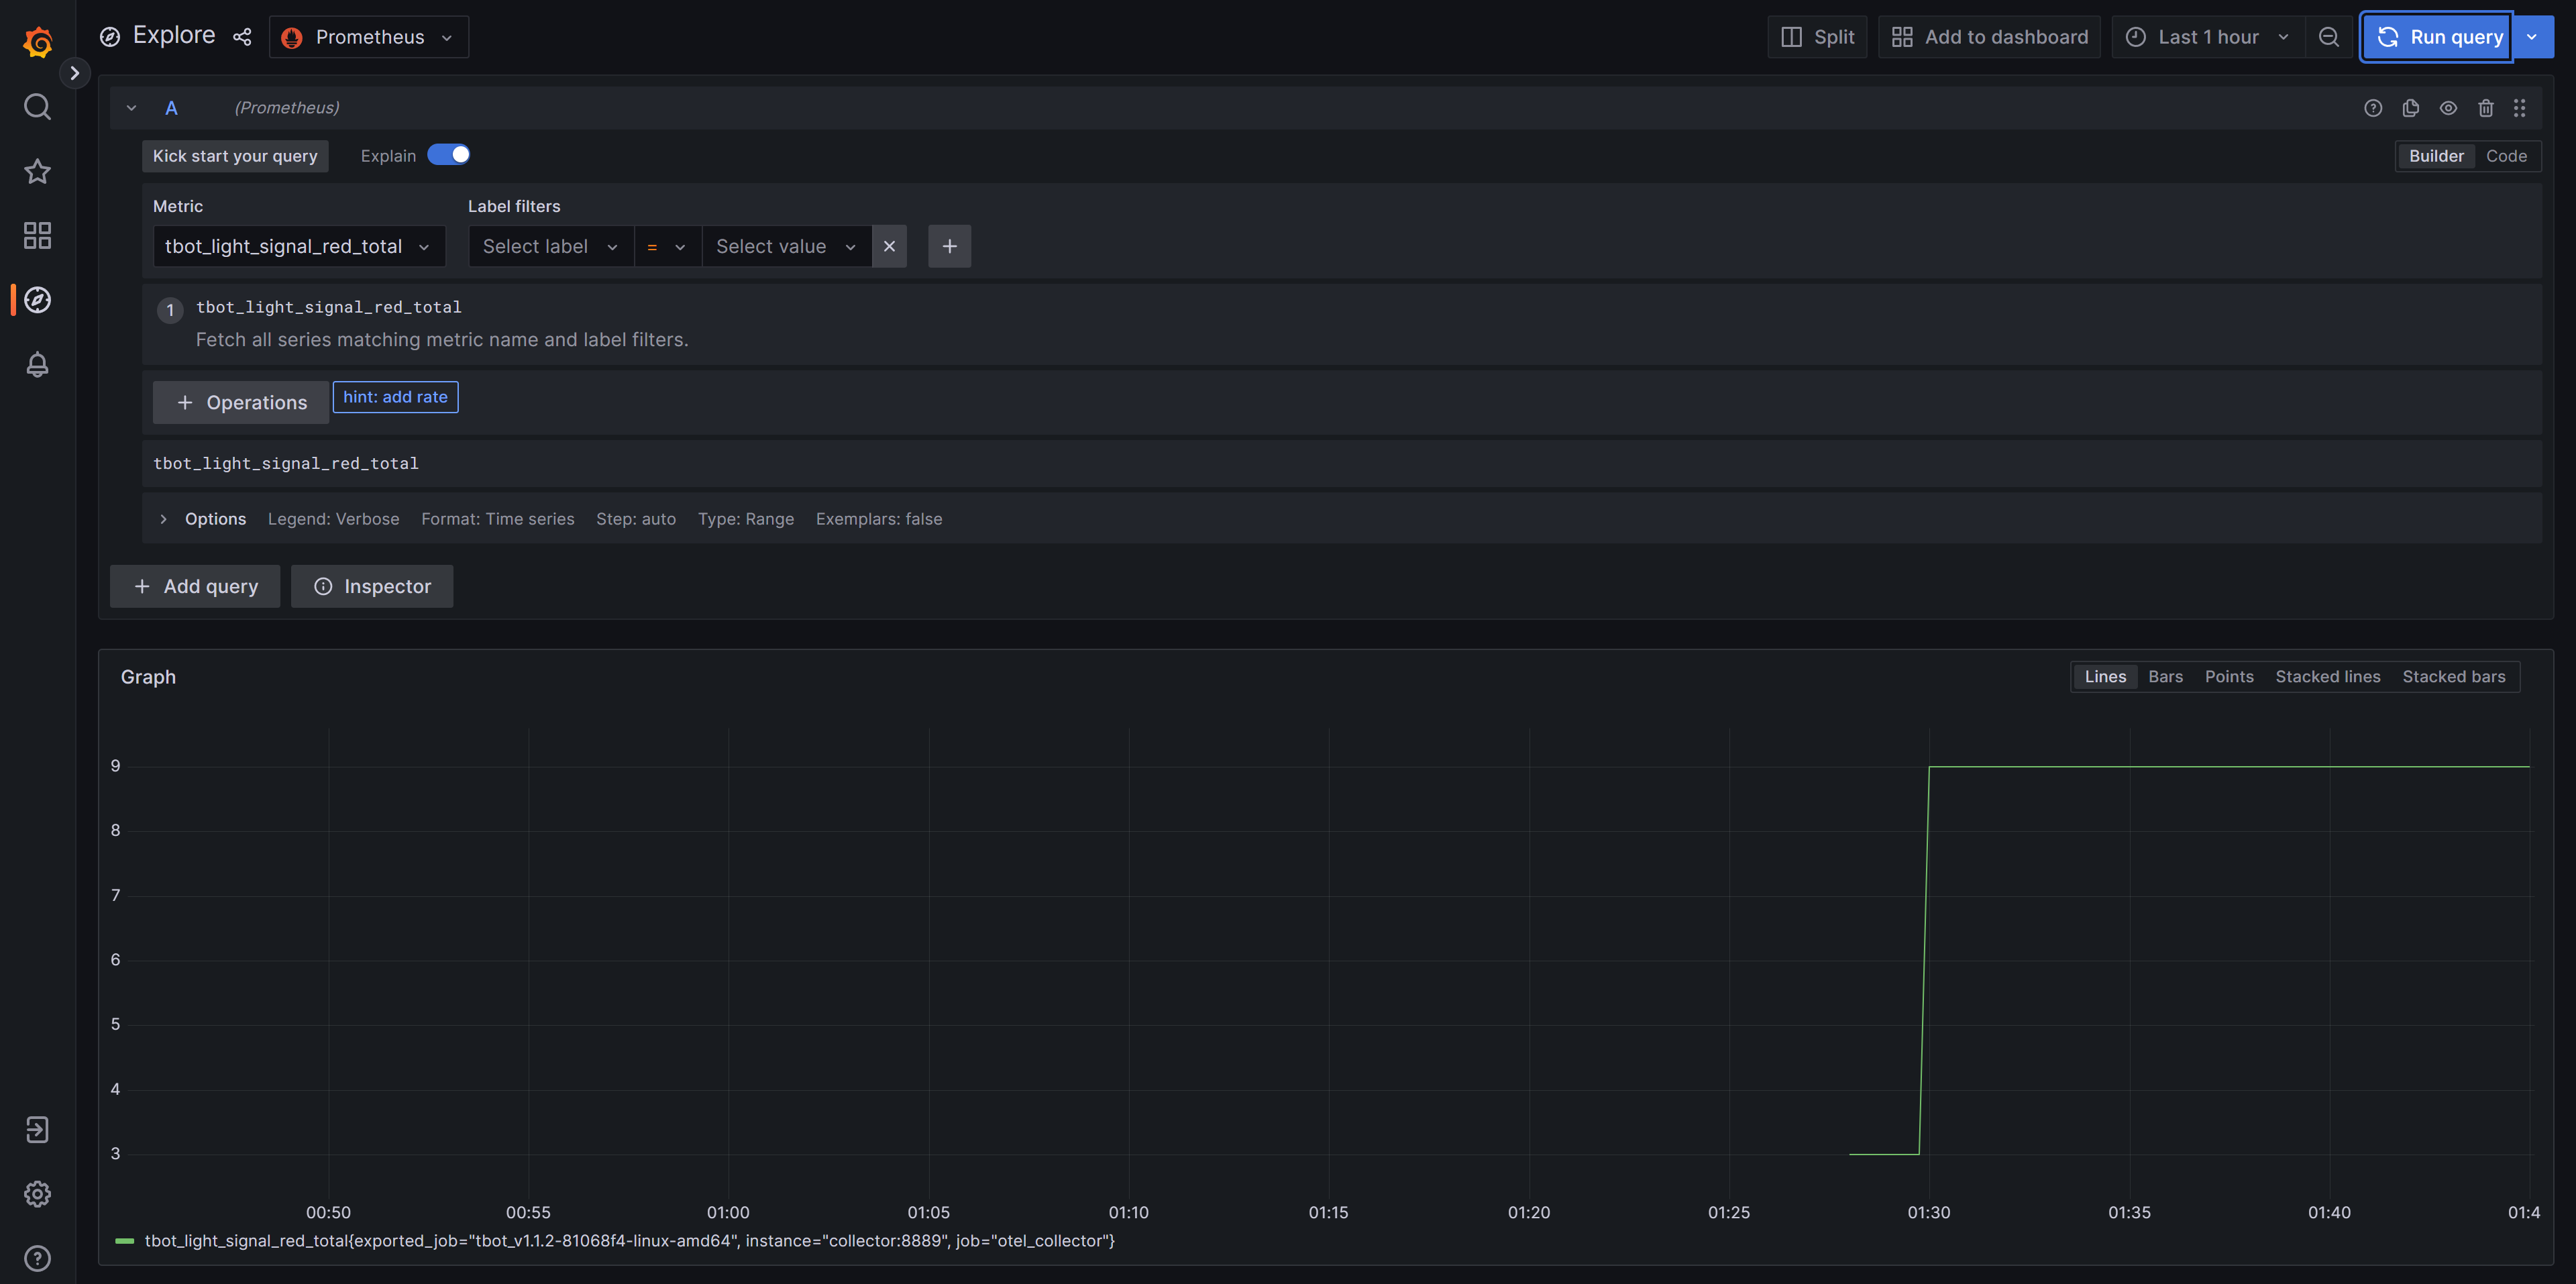 Explore Prometheus Split Add to dashboard Last 1 hour Run query
A (Prometheus)
Kick start your query Explain Builder Code
Metric Label filters
tbot_light_signal_red_total Select label = Select value
1 tbot_light_signal_red_total
Fetch all series matching metric name and label filters.
+ Operations hint: add rate
tbot_light_signal_red_total
Options Legend: Verbose Format: Time series Step: auto Type: Range Exemplars: false
+ Add query Inspector
Graph Lines Bars Points Stacked lines Stacked bars
9
8
7
6
5
4
3
00:50 00:55 01:00 01:05 01:10 01:15 01:20 01:25 01:30 01:35 01:40 01:4
tbot_light_signal_red_total{exported_job="tbot_v1.1.2-81068f4-linux-amd64", instance="collector:8889", job="otel_collector"}